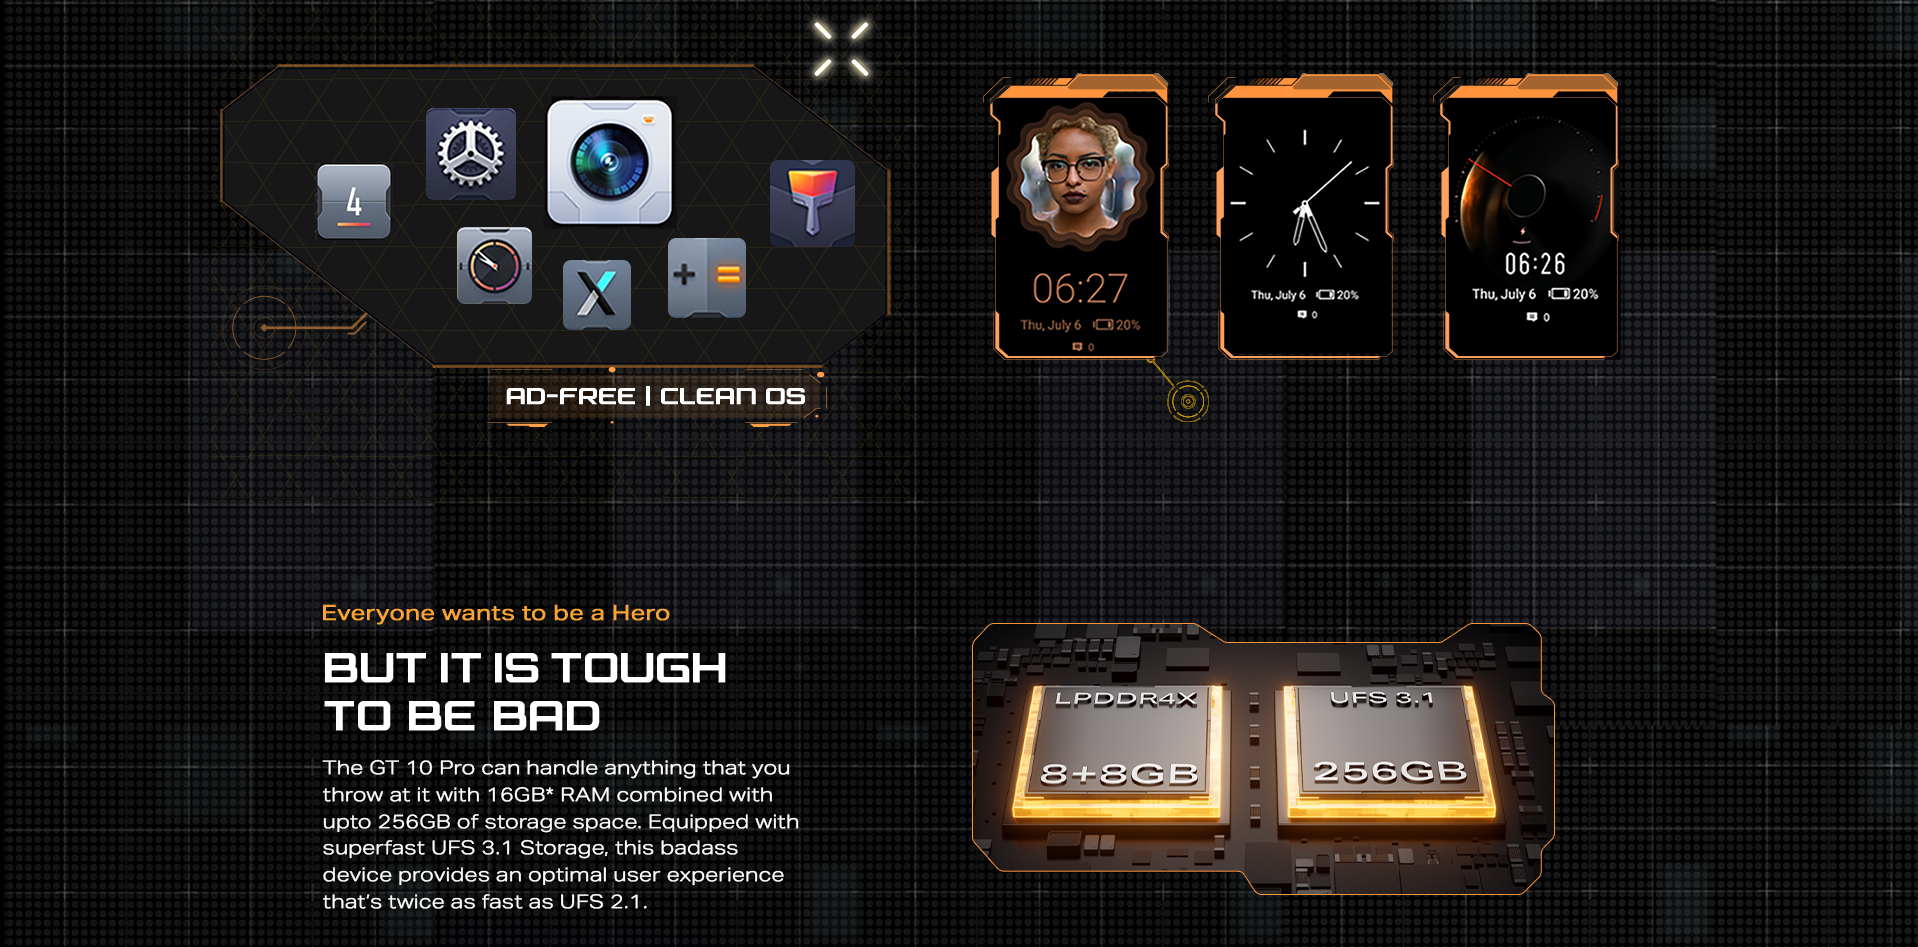 4
AD-FREE | CLEAN OS
06:27
Thu, July 6 20%
0
Thu, July 6 20%
0
06:26
Thu, July 6 20%
0
Everyone wants to be a Hero
BUT IT IS TOUGH
TO BE BAD
The GT 10 Pro can handle anything that you
throw at it with 16GB* RAM combined with
upto 256GB of storage space. Equipped with
superfast UFS 3.1 Storage, this badass
device provides an optimal user experience
that's twice as fast as UFS 2.1.
LPDDR4X
8+8GB
UFS 3.1
256GB